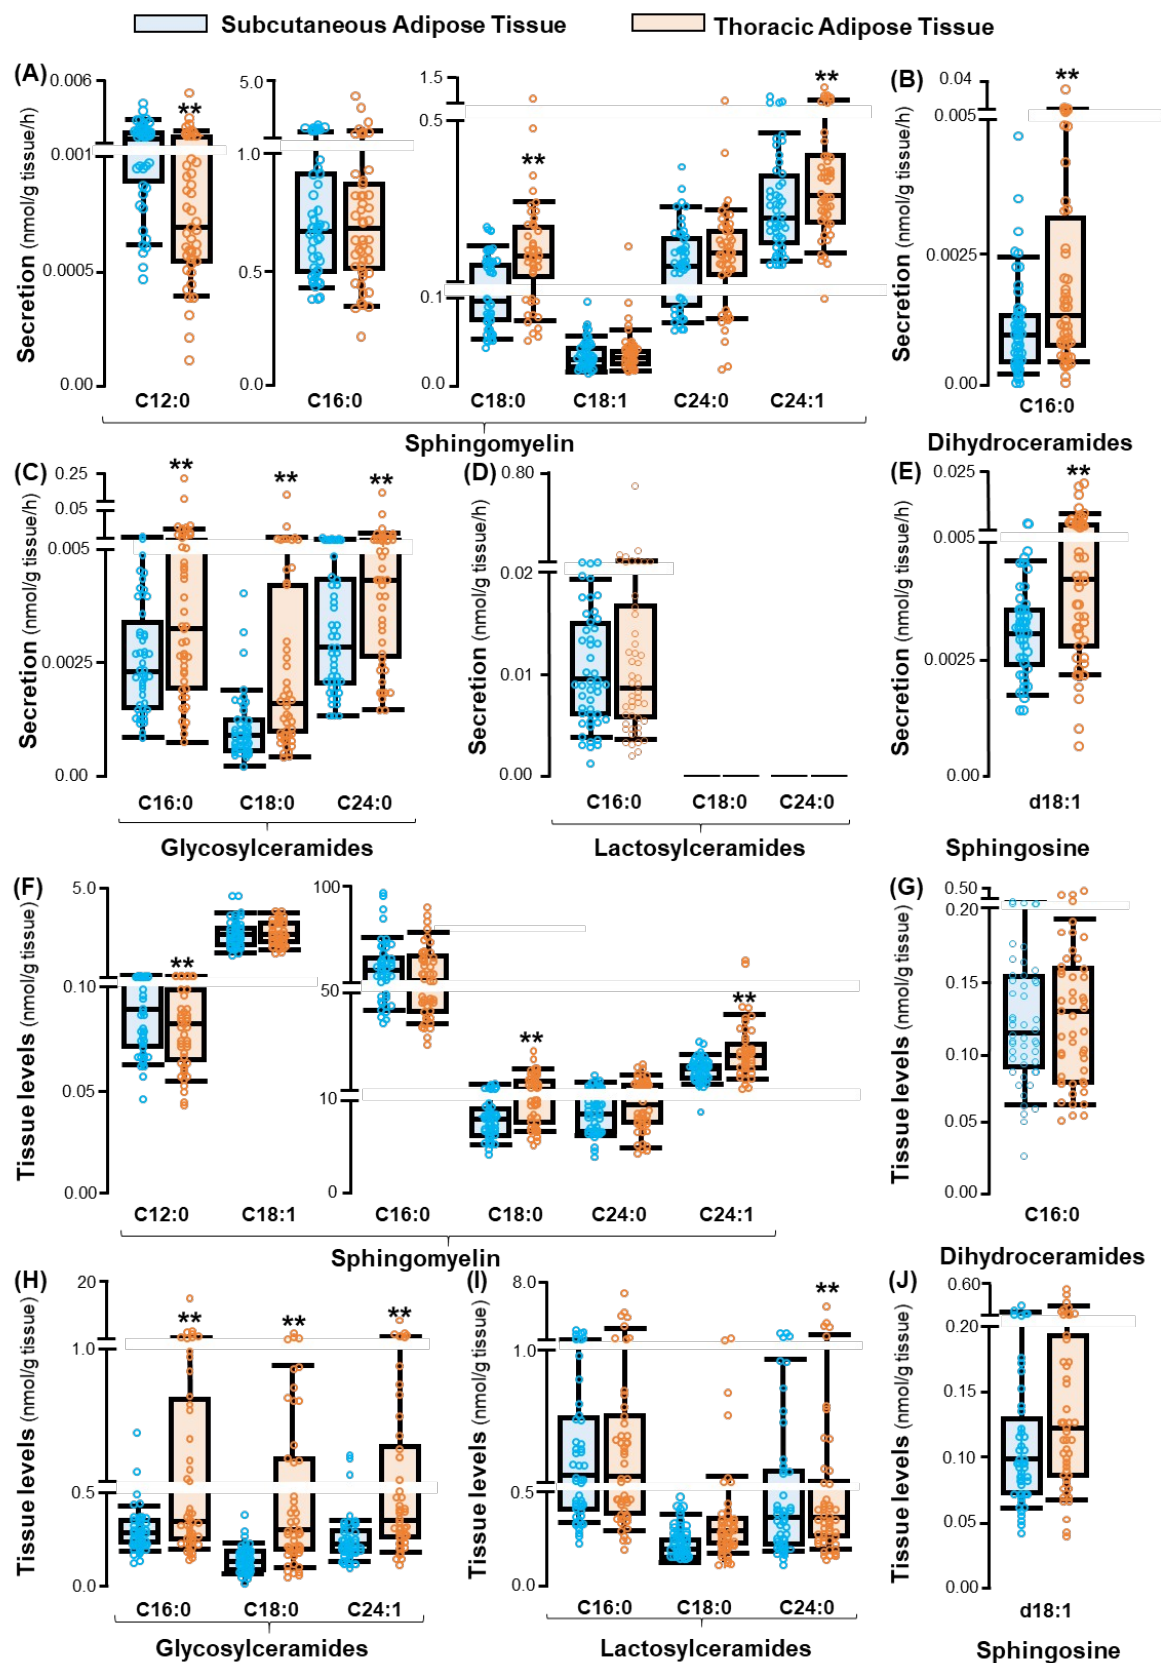 Subcutaneous Adipose Tissue Thoracic Adipose Tissue
(A)
Secretion (nmol/g tissue/h)
0.006
0.001
0.0005
0.00
**
C12:0
5.0
1.0
0.5
0.0
C16:0
1.5
0.5
0.1
0.0
**
**
C18:0 C18:1 C24:0 C24:1
Sphingomyelin
(B)
Secretion (nmol/g tissue/h)
0.04
0.005
0.0025
0.00
**
C16:0
Dihydroceramides
(C)
Secretion (nmol/g tissue/h)
0.25
0.05
0.005
0.0025
0.00
** ** **
C16:0 C18:0 C24:0
Glycosylceramides
(D)
Secretion (nmol/g tissue/h)
0.80
0.02
0.01
0.00
C16:0 C18:0 C24:0
Lactosylceramides
(E)
Secretion (nmol/g tissue/h)
0.025
0.005
0.0025
0.00
**
d18:1
Sphingosine
(F)
Tissue levels (nmol/g tissue)
5.0
0.10
0.05
0.00
**
C12:0 C18:1
100
50
10
0
** **
C16:0 C18:0 C24:0 C24:1
Sphingomyelin
(G)
Tissue levels (nmol/g tissue)
0.50
0.20
0.15
0.10
0.05
0.00
C16:0
Dihydroceramides
(H)
Tissue levels (nmol/g tissue)
20
1.0
0.5
0.0
** ** **
C16:0 C18:0 C24:1
Glycosylceramides
(I)
Tissue levels (nmol/g tissue)
8.0
1.0
0.5
0.0
**
C16:0 C18:0 C24:0
Lactosylceramides
(J)
Tissue levels (nmol/g tissue)
0.60
0.20
0.15
0.10
0.05
0.00
d18:1
Sphingosine